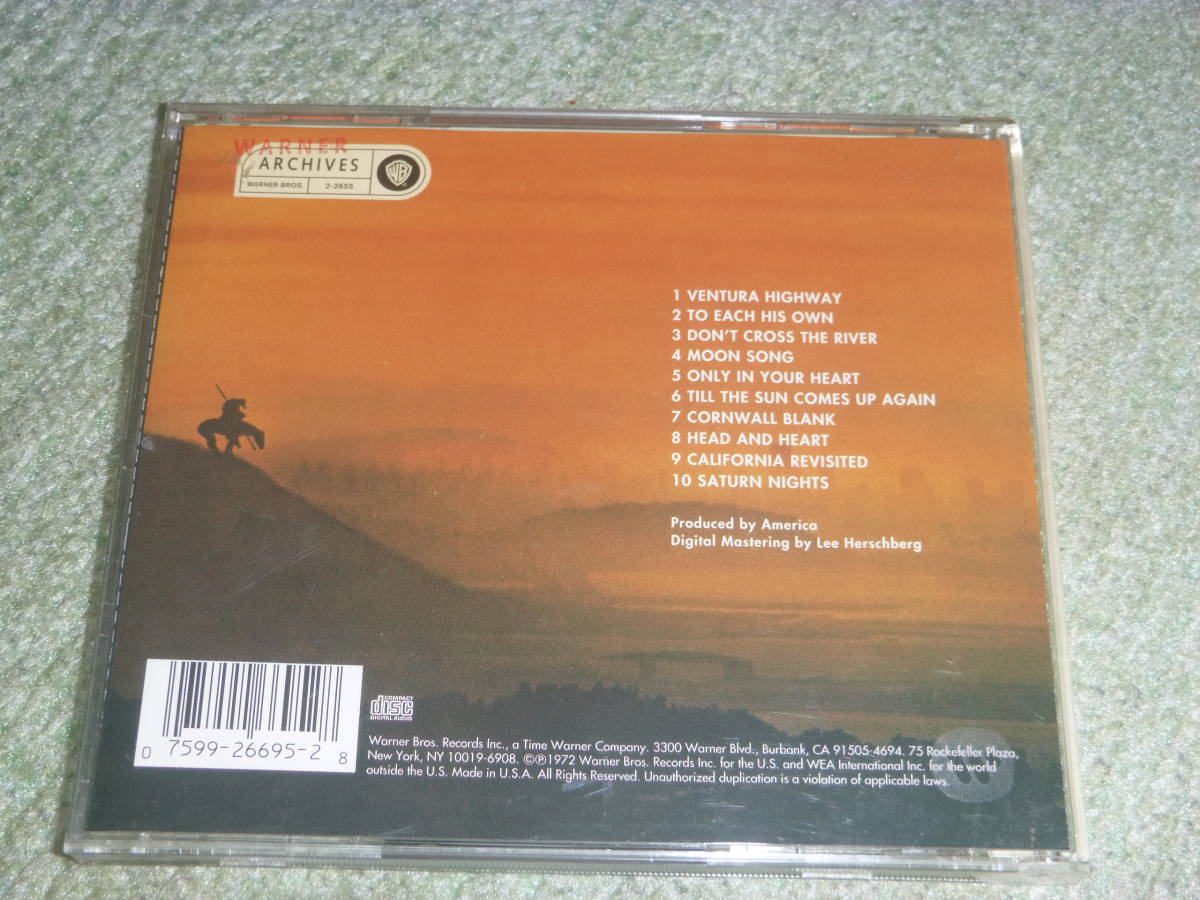 WARNER
ARCHIVES
WARNER BROS. 2-2655
WB
1 VENTURA HIGHWAY
2 TO EACH HIS OWN
3 DON'T CROSS THE RIVER
4 MOON SONG
5 ONLY IN YOUR HEART
6 TILL THE SUN COMES UP AGAIN
7 CORNWALL BLANK
8 HEAD AND HEART
9 CALIFORNIA REVISITED
10 SATURN NIGHTS
Produced by America
Digital Mastering by Lee Herschberg
0 7599-26695-2 8
COMPACT
disc
DIGITAL AUDIO
Warner Bros. Records Inc., a Time Warner Company. 3300 Warner Blvd., Burbank, CA 91505-4694. 75 Rockefeller Plaza,
New York, NY 10019-6908. ©℗1972 Warner Bros. Records Inc. for the U.S. and WEA International Inc. for the world
outside the U.S. Made in U.S.A. All Rights Reserved. Unauthorized duplication is a violation of applicable laws.